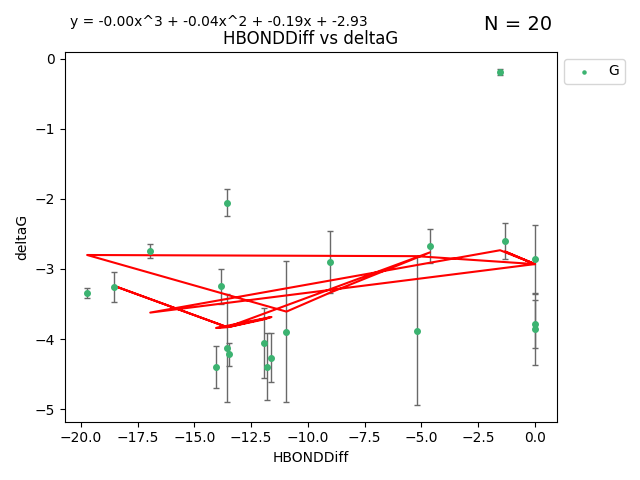 y = -0.00x^3 + -0.04x^2 + -0.19x + -2.93
N = 20
HBONDDiff vs deltaG
G
0
−1
−2
−3
−4
−5
deltaG
−20.0 −17.5 −15.0 −12.5 −10.0 −7.5 −5.0 −2.5 0.0
HBONDDiff